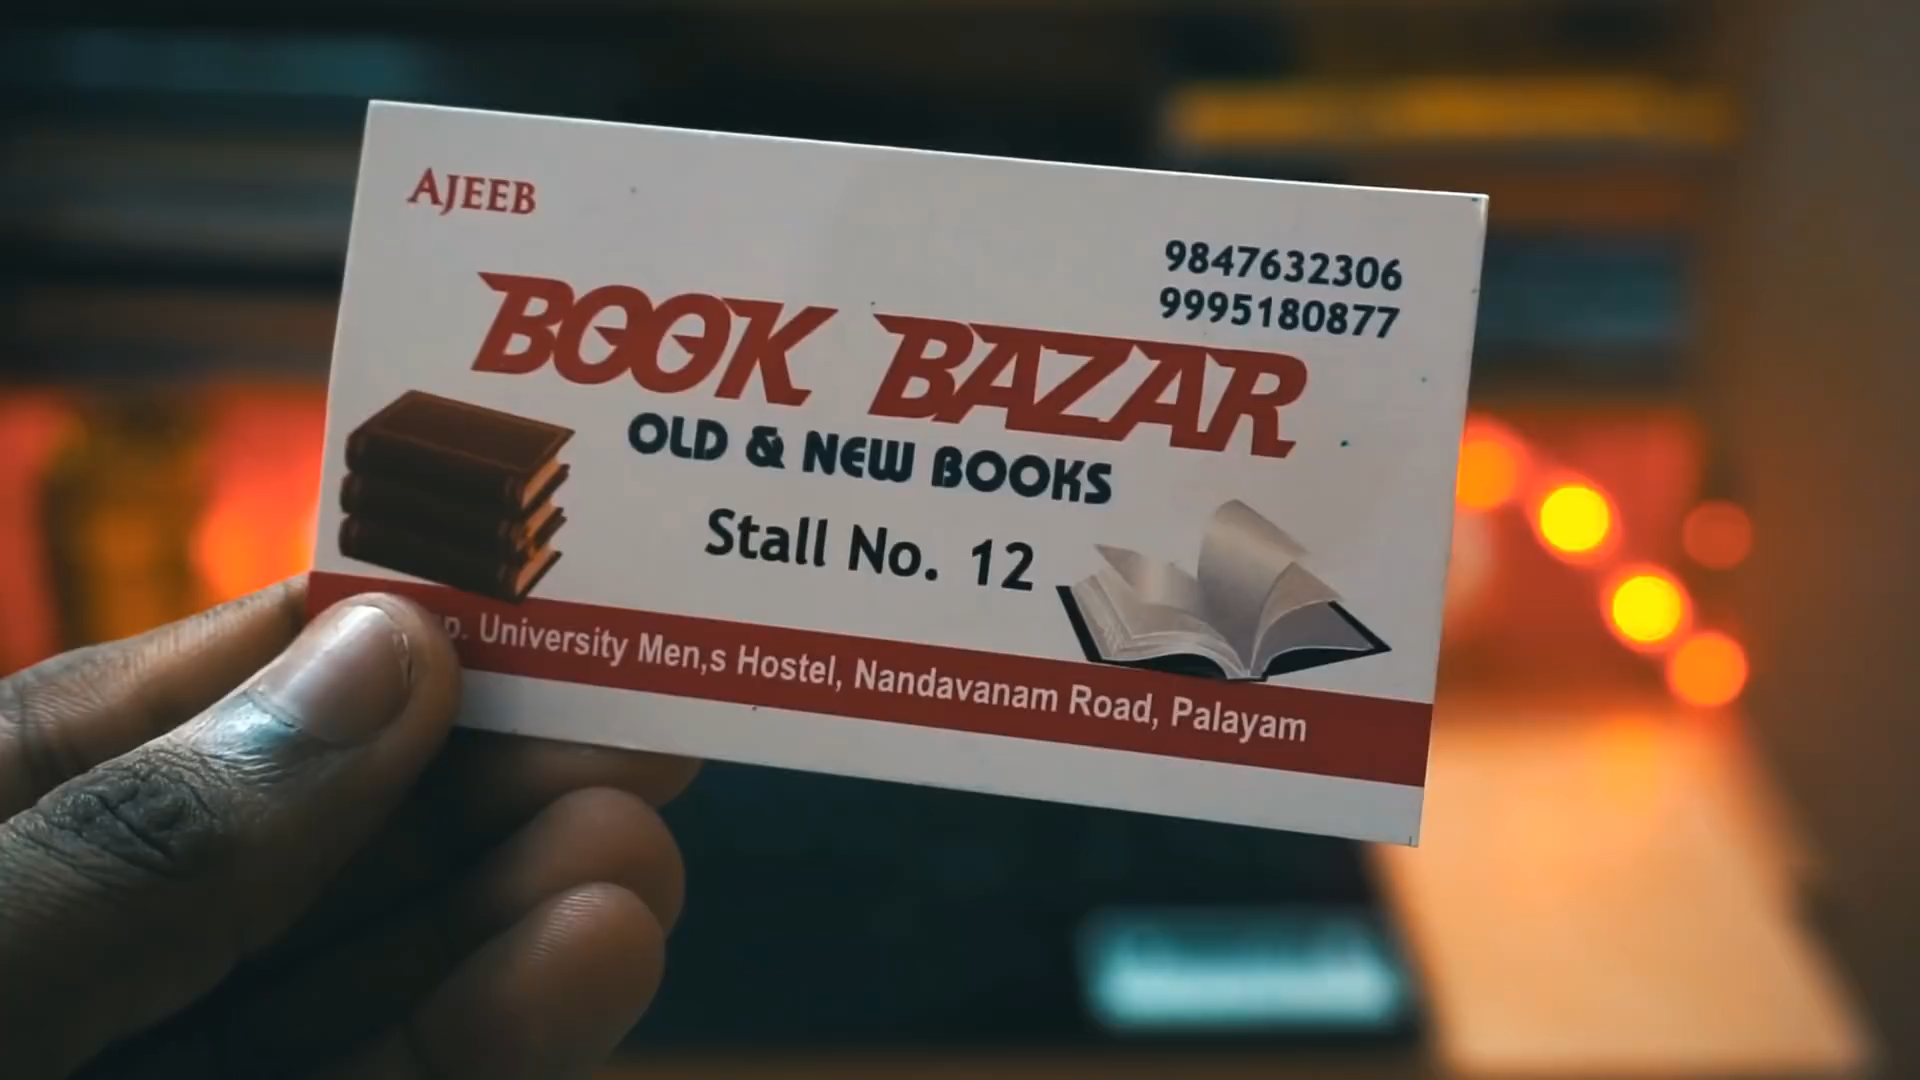 AJEEB
9847632306
9995180877
BOOK BAZAR
OLD & NEW BOOKS
Stall No. 12
University Men,s Hostel, Nandavanam Road, Palayam